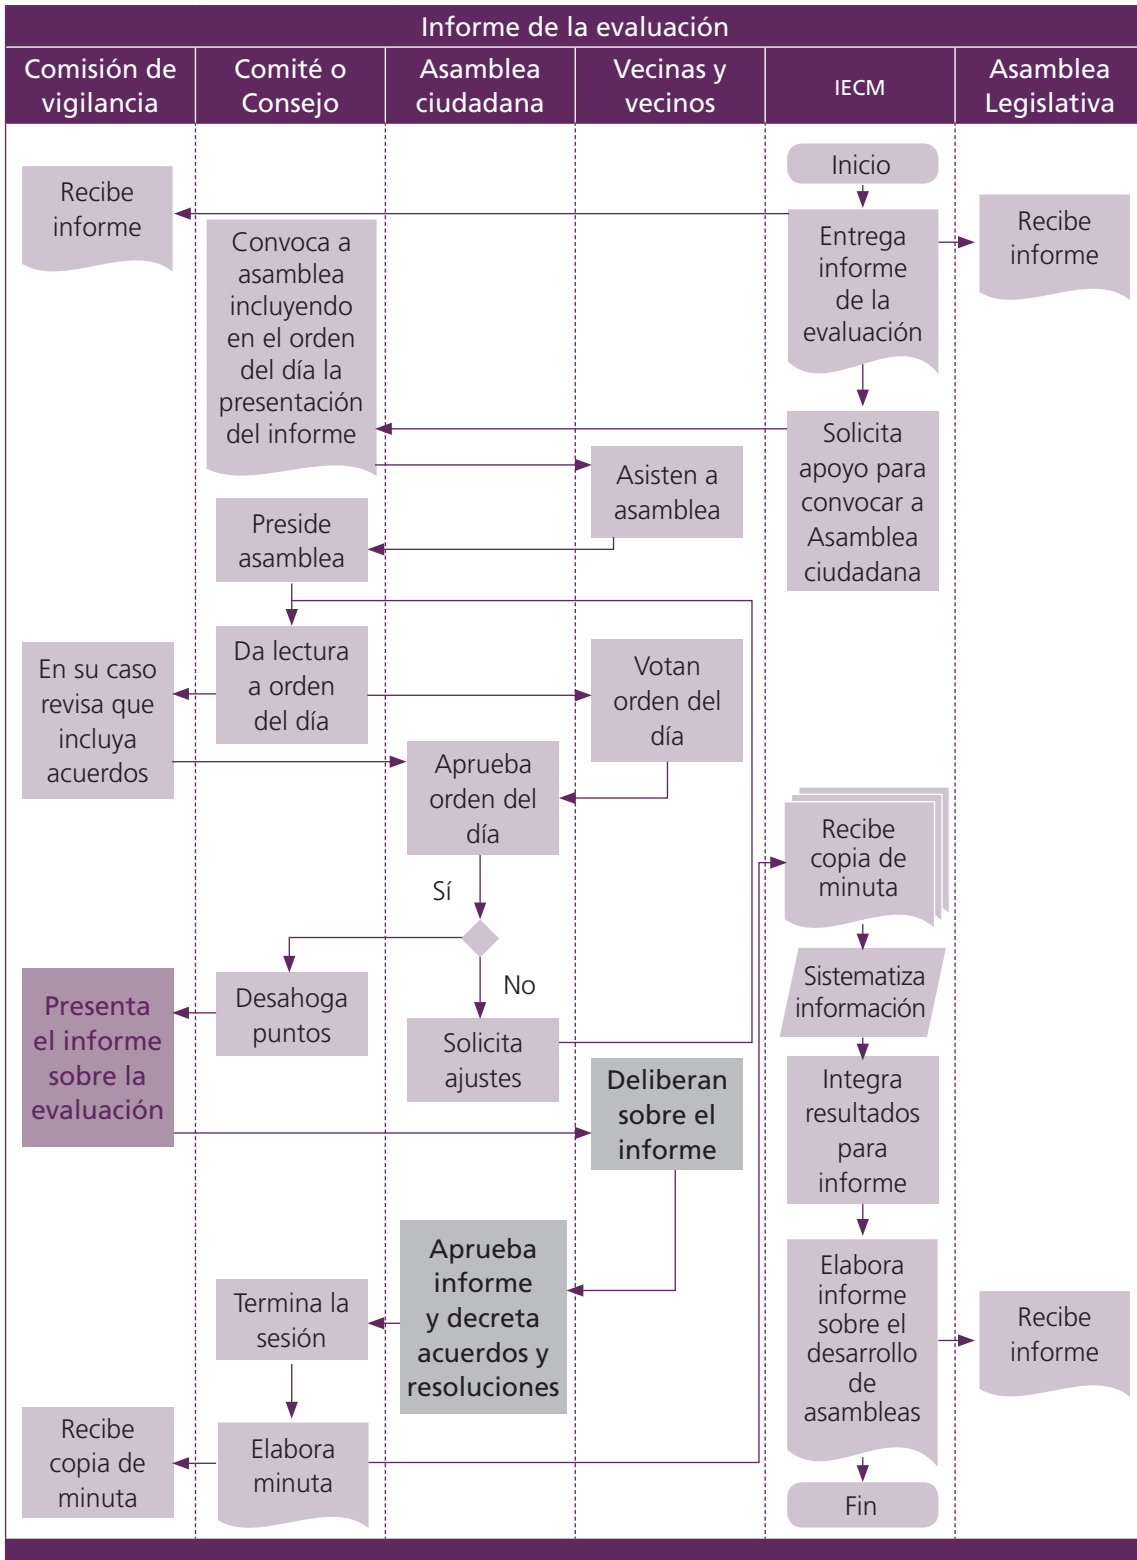 Informe de la evaluación
Comisión de
vigilancia
Comité o
Consejo
Asamblea
ciudadana
Vecinas y
vecinos
IECM
Asamblea
Legislativa
Inicio
Recibe
informe
Entrega
informe
de la
evaluación
Recibe
informe
Convoca a
asamblea
incluyendo
en el orden
del día la
presentación
del informe
Solicita
apoyo para
convocar a
Asamblea
ciudadana
Asisten a
asamblea
Preside
asamblea
Da lectura
a orden
del día
En su caso
revisa que
incluya
acuerdos
Votan
orden del
día
Aprueba
orden del
día
Sí
No
Desahoga
puntos
Solicita
ajustes
Presenta
el informe
sobre la
evaluación
Deliberan
sobre el
informe
Aprueba
informe
y decreta
acuerdos y
resoluciones
Termina la
sesión
Elabora
minuta
Recibe
copia de
minuta
Recibe
copia de
minuta
Sistematiza
información
Integra
resultados
para
informe
Elabora
informe
sobre el
desarrollo
de
asambleas
Recibe
informe
Fin